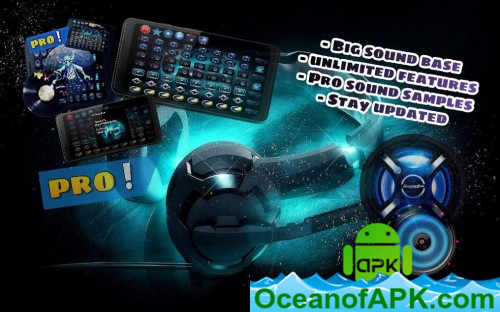 PRO!
- Big Sound base
- unlimited features
- Pro sound samples
- Stay updated
PRO!
apk
OceanofAPK.com